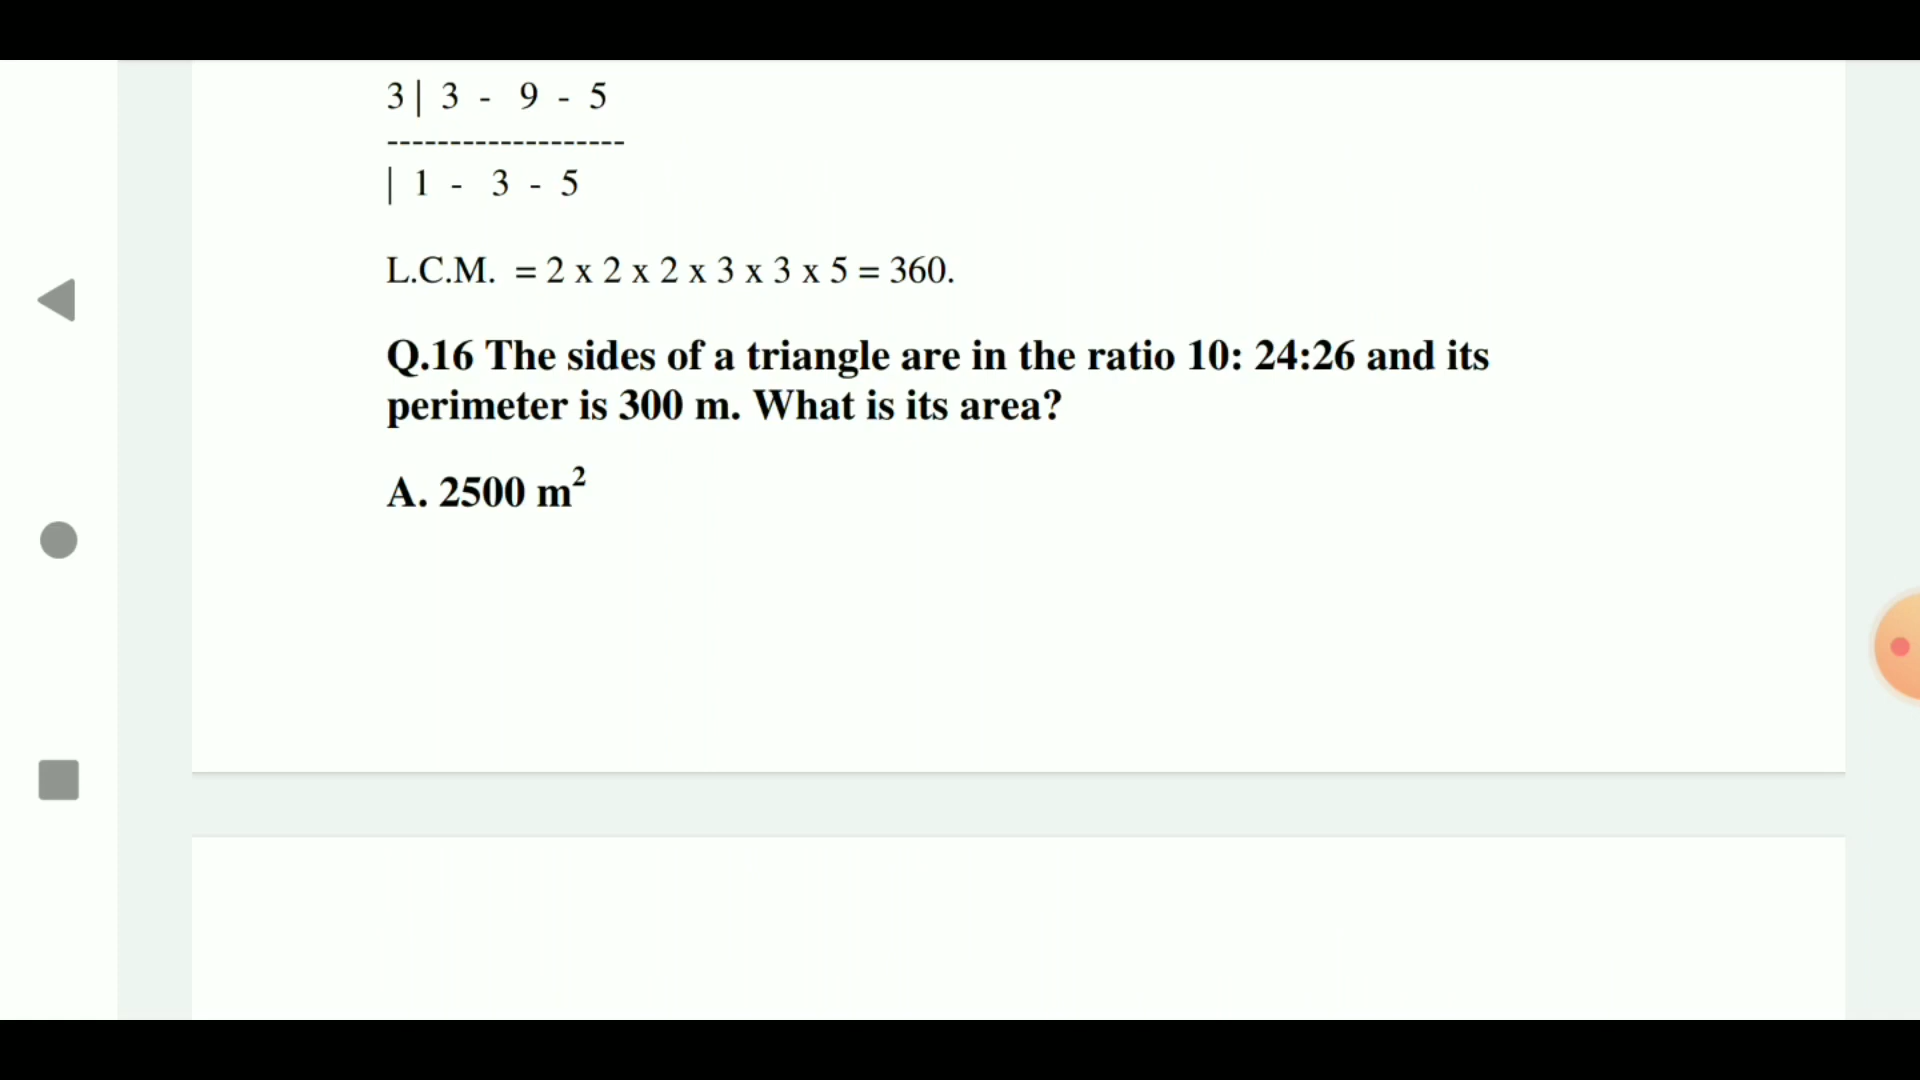 3| 3 - 9 - 5
-------------------
| 1 - 3 - 5
L.C.M. = 2 x 2 x 2 x 3 x 3 x 5 = 360.
Q.16 The sides of a triangle are in the ratio 10: 24:26 and its
perimeter is 300 m. What is its area?
A. 2500 m²